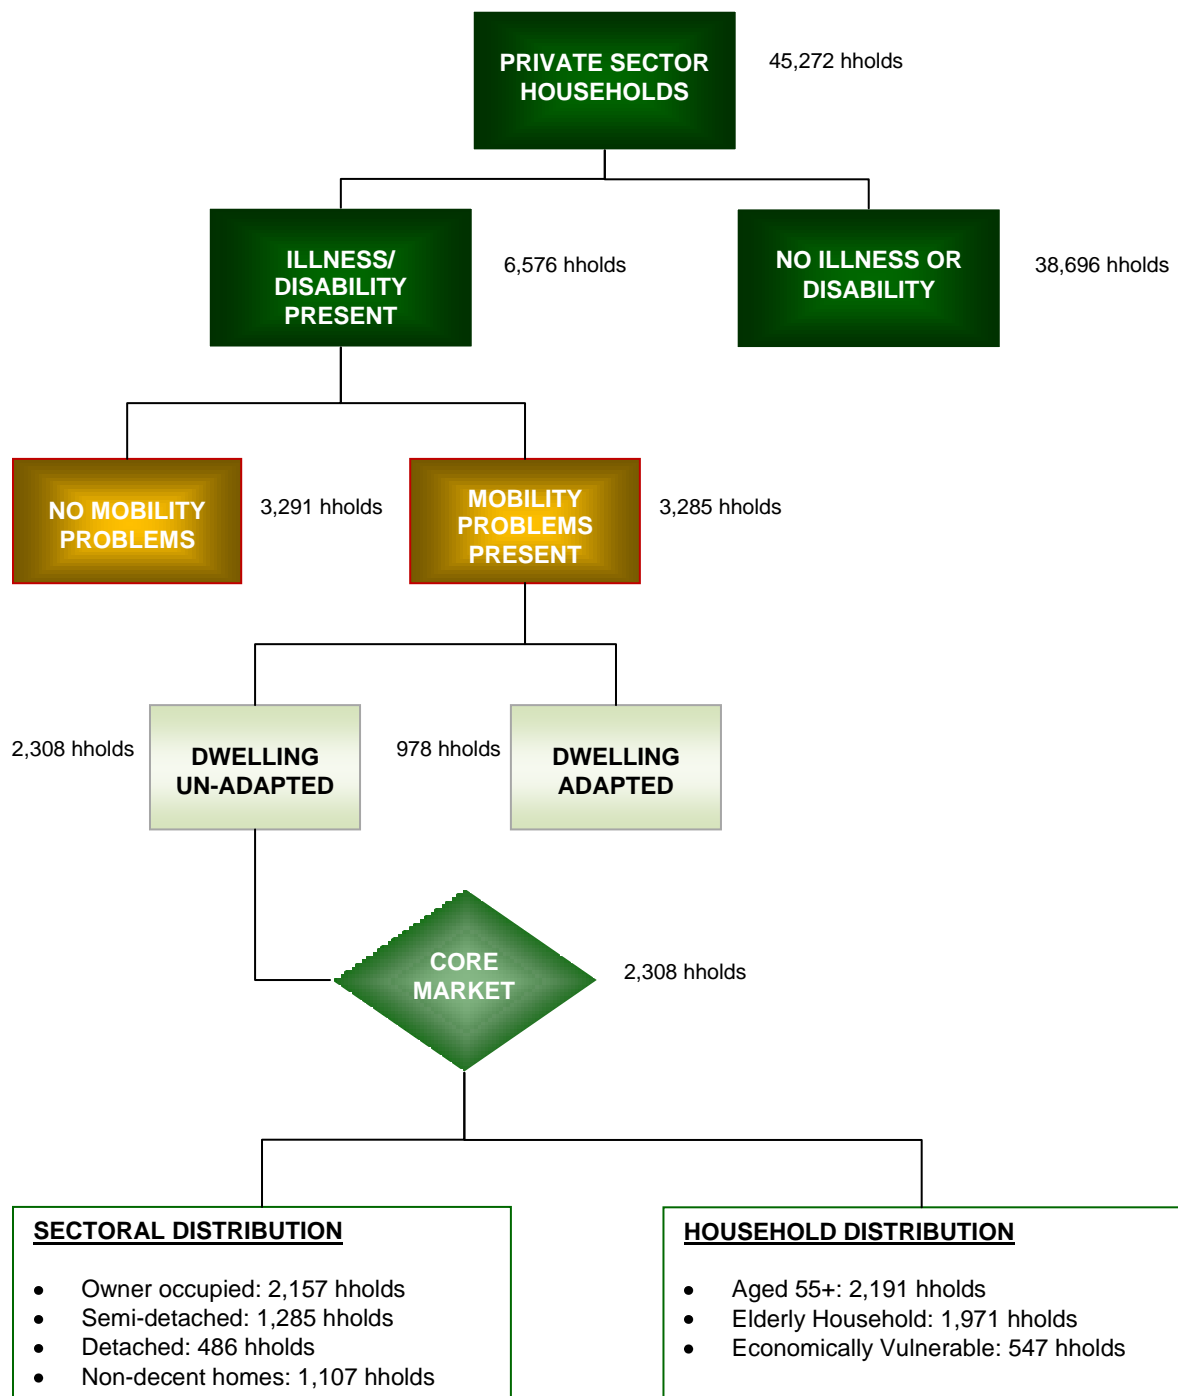 PRIVATE SECTOR
HOUSEHOLDS
45,272 hholds
ILLNESS/
DISABILITY
PRESENT
6,576 hholds
NO ILLNESS OR
DISABILITY
38,696 hholds
NO MOBILITY
PROBLEMS
3,291 hholds
MOBILITY
PROBLEMS
PRESENT
3,285 hholds
2,308 hholds
DWELLING
UN-ADAPTED
978 hholds
DWELLING
ADAPTED
CORE
MARKET
2,308 hholds
SECTORAL DISTRIBUTION
• Owner occupied: 2,157 hholds
• Semi-detached: 1,285 hholds
• Detached: 486 hholds
• Non-decent homes: 1,107 hholds
HOUSEHOLD DISTRIBUTION
• Aged 55+: 2,191 hholds
• Elderly Household: 1,971 hholds
• Economically Vulnerable: 547 hholds